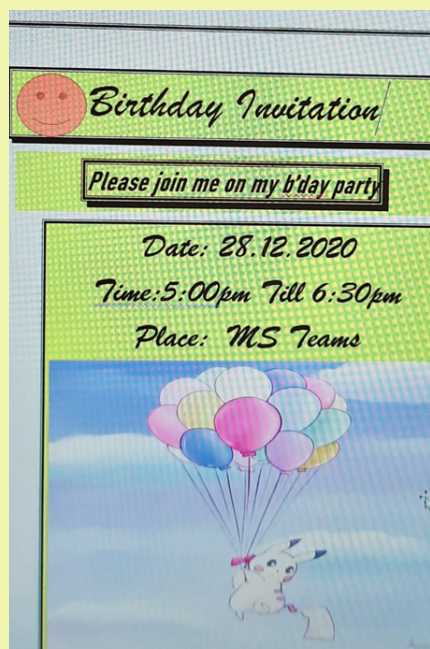 Birthday Invitation
Please join me on my b'day party
Date: 28.12.2020
Time:5:00pm Till 6:30pm
Place: MS Teams